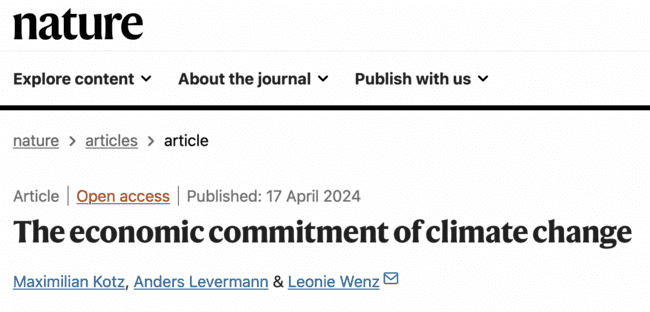 nature
Explore content About the journal Publish with us
nature > articles > article
Article | Open access | Published: 17 April 2024
The economic commitment of climate change
Maximilian Kotz, Anders Levermann & Leonie Wenz